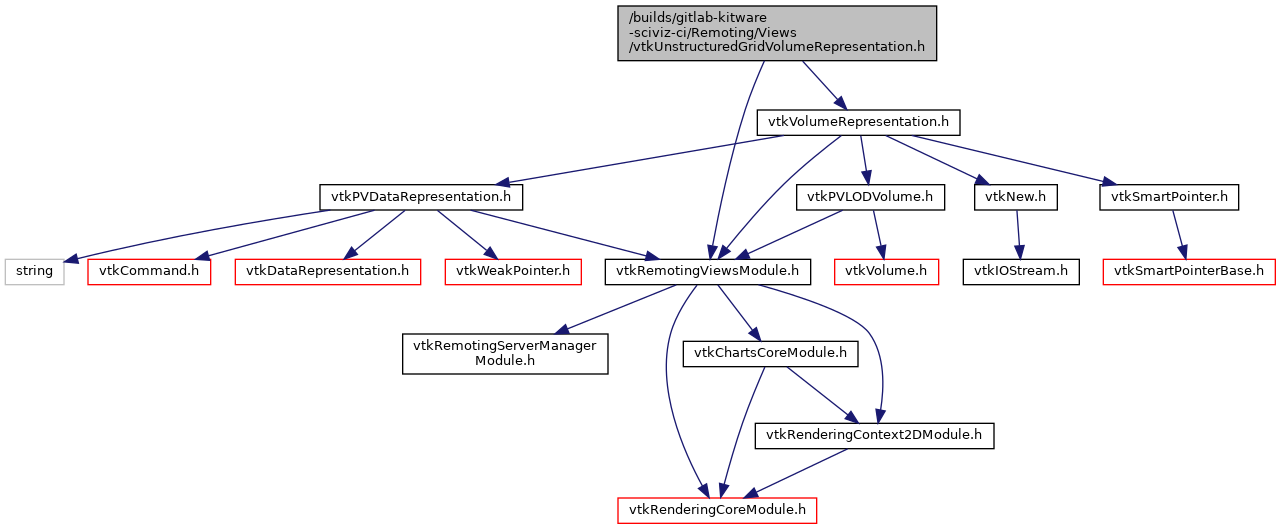 /builds/gitlab-kitware
-sciviz-ci/Remoting/Views
/vtkUnstructuredGridVolumeRepresentation.h
vtkVolumeRepresentation.h
vtkPVDataRepresentation.h
vtkPVLODVolume.h
vtkNew.h
vtkSmartPointer.h
string
vtkCommand.h
vtkDataRepresentation.h
vtkWeakPointer.h
vtkRemotingViewsModule.h
vtkVolume.h
vtkIOStream.h
vtkSmartPointerBase.h
vtkRemotingServerManager
Module.h
vtkChartsCoreModule.h
vtkRenderingContext2DModule.h
vtkRenderingCoreModule.h